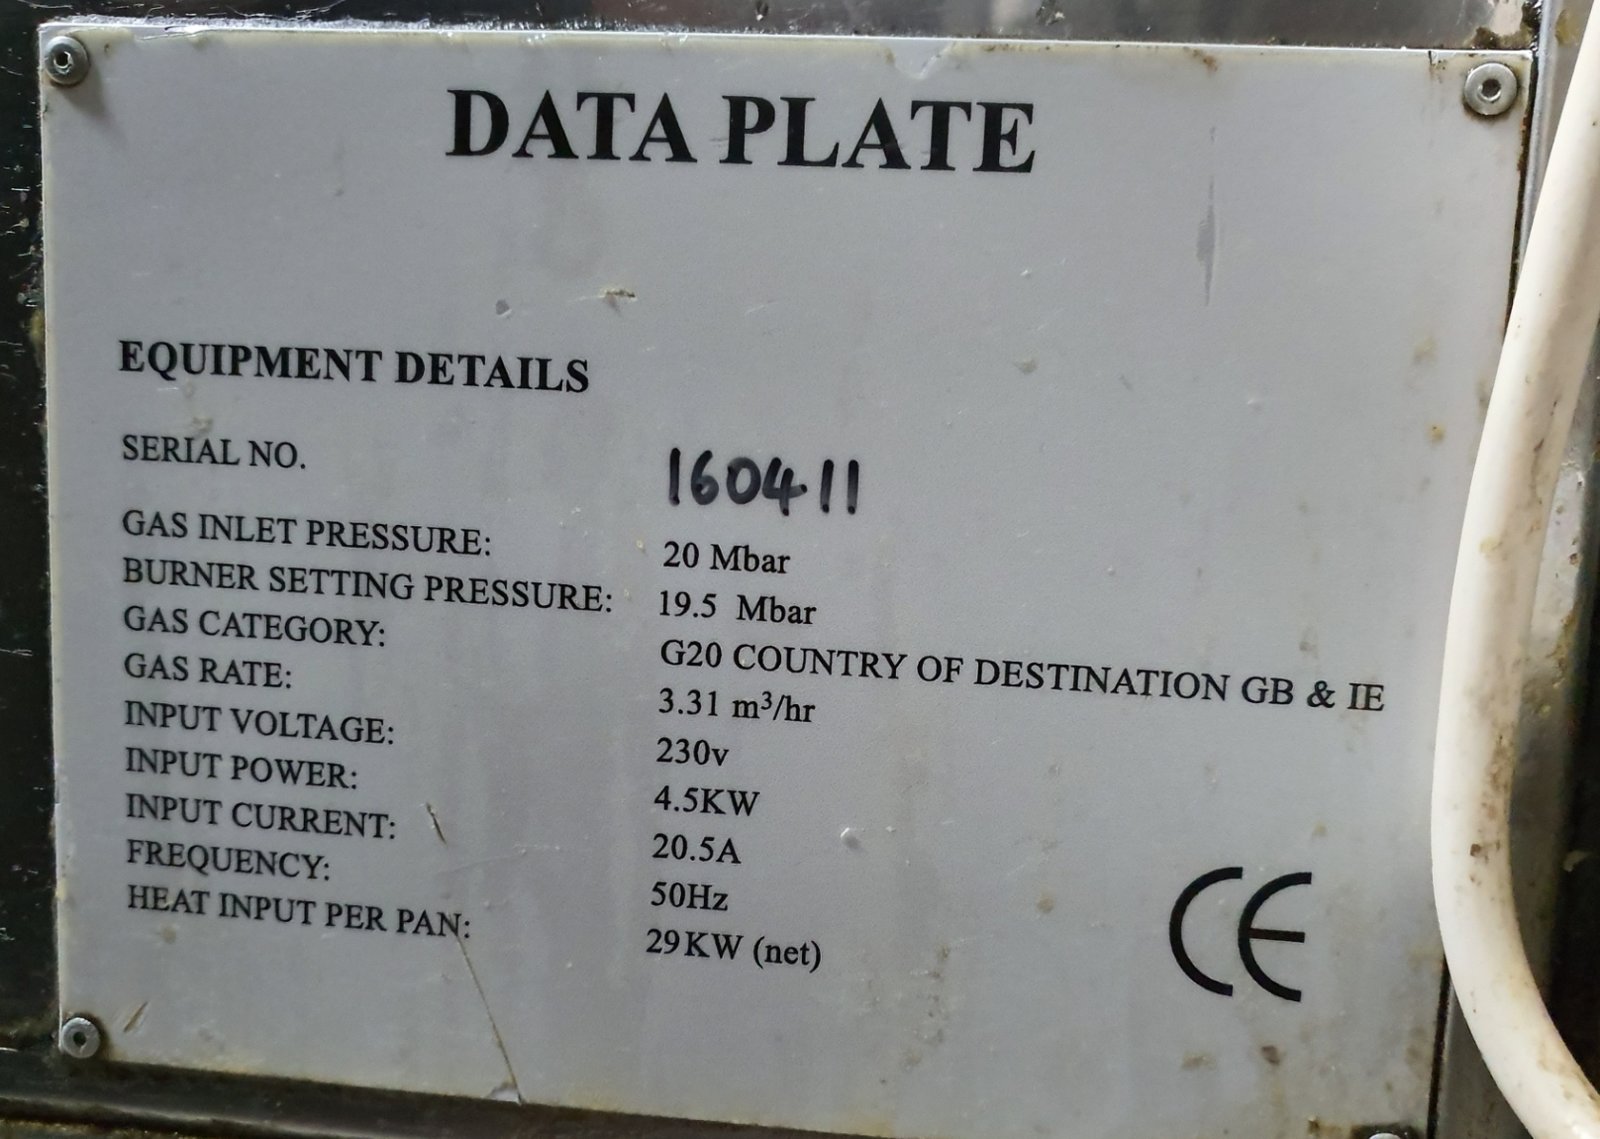 DATA PLATE
EQUIPMENT DETAILS
SERIAL NO. 160411
GAS INLET PRESSURE: 20 Mbar
BURNER SETTING PRESSURE: 19.5 Mbar
GAS CATEGORY: G20 COUNTRY OF DESTINATION GB & IE
GAS RATE: 3.31 m³/hr
INPUT VOLTAGE: 230v
INPUT POWER: 4.5KW
INPUT CURRENT: 20.5A
FREQUENCY: 50Hz
HEAT INPUT PER PAN: 29KW (net)
CE